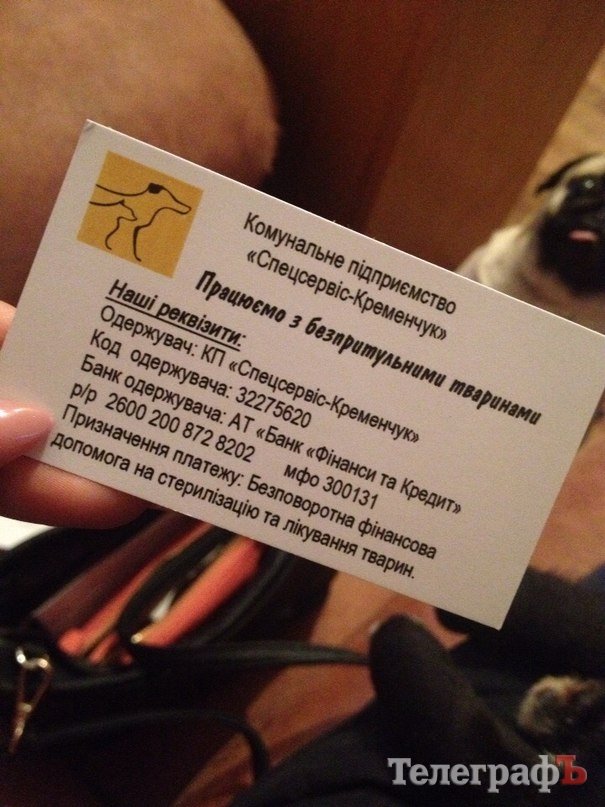 Комунальне підприємство
«Спецсервіс-Кременчук»
Працюємо з безпритульними тваринами
Наші реквізити:
Одержувач: КП «Спецсервіс-Кременчук»
Код одержувача: 32275620
Банк одержувача: АТ «Банк «Фінанси та Кредит»
р/р 2600 200 872 8202 мфо 300131
Призначення платежу: Безповоротна фінансова
допомога на стерилізацію та лікування тварин.
ТелеграфЪ